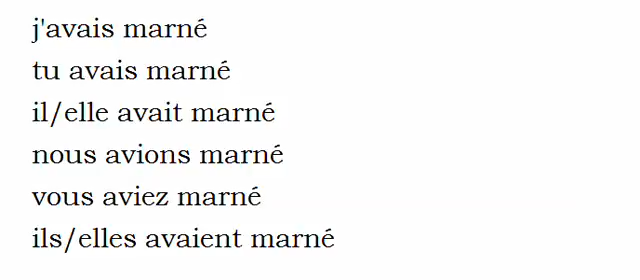 j'avais marné
tu avais marné
il/elle avait marné
nous avions marné
vous aviez marné
ils/elles avaient marné